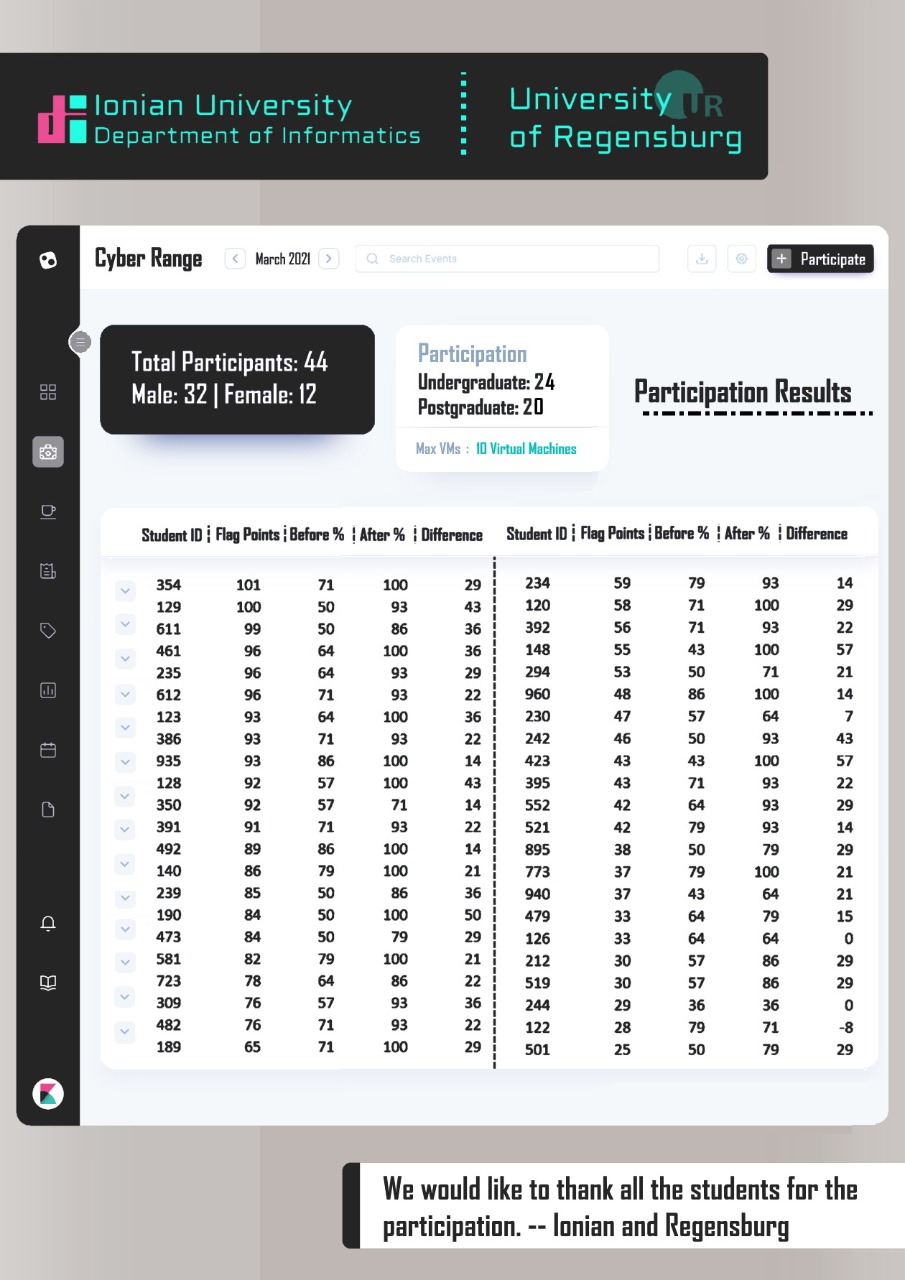 Ionian University
Department of Informatics
University
of Regensburg
UR
Cyber Range
March 2021
Search Events
Participate
Total Participants: 44
Male: 32 | Female: 12
Participation
Undergraduate: 24
Postgraduate: 20
Max VMs : 10 Virtual Machines
Participation Results
Student ID ¦ Flag Points ¦ Before % ¦ After % ¦ Difference Student ID ¦ Flag Points ¦ Before % ¦ After % ¦ Difference
354 101 71 100 29 234 59 79 93 14
129 100 50 93 43 120 58 71 100 29
611 99 50 86 36 392 56 71 93 22
461 96 64 100 36 148 55 43 100 57
235 96 64 93 29 294 53 50 71 21
612 96 71 93 22 960 48 86 100 14
123 93 64 100 36 230 47 57 64 7
386 93 71 93 22 242 46 50 93 43
935 93 86 100 14 423 43 43 100 57
128 92 57 100 43 395 43 71 93 22
350 92 57 71 14 552 42 64 93 29
391 91 71 93 22 521 42 79 93 14
492 89 86 100 14 895 38 50 79 29
140 86 79 100 21 773 37 79 100 21
239 85 50 86 36 940 37 43 64 21
190 84 50 100 50 479 33 64 79 15
473 84 50 79 29 126 33 64 64 0
581 82 79 100 21 212 30 57 86 29
723 78 64 86 22 519 30 57 86 29
309 76 57 93 36 244 29 36 36 0
482 76 71 93 22 122 28 79 71 -8
189 65 71 100 29 501 25 50 79 29
We would like to thank all the students for the
participation. -- Ionian and Regensburg